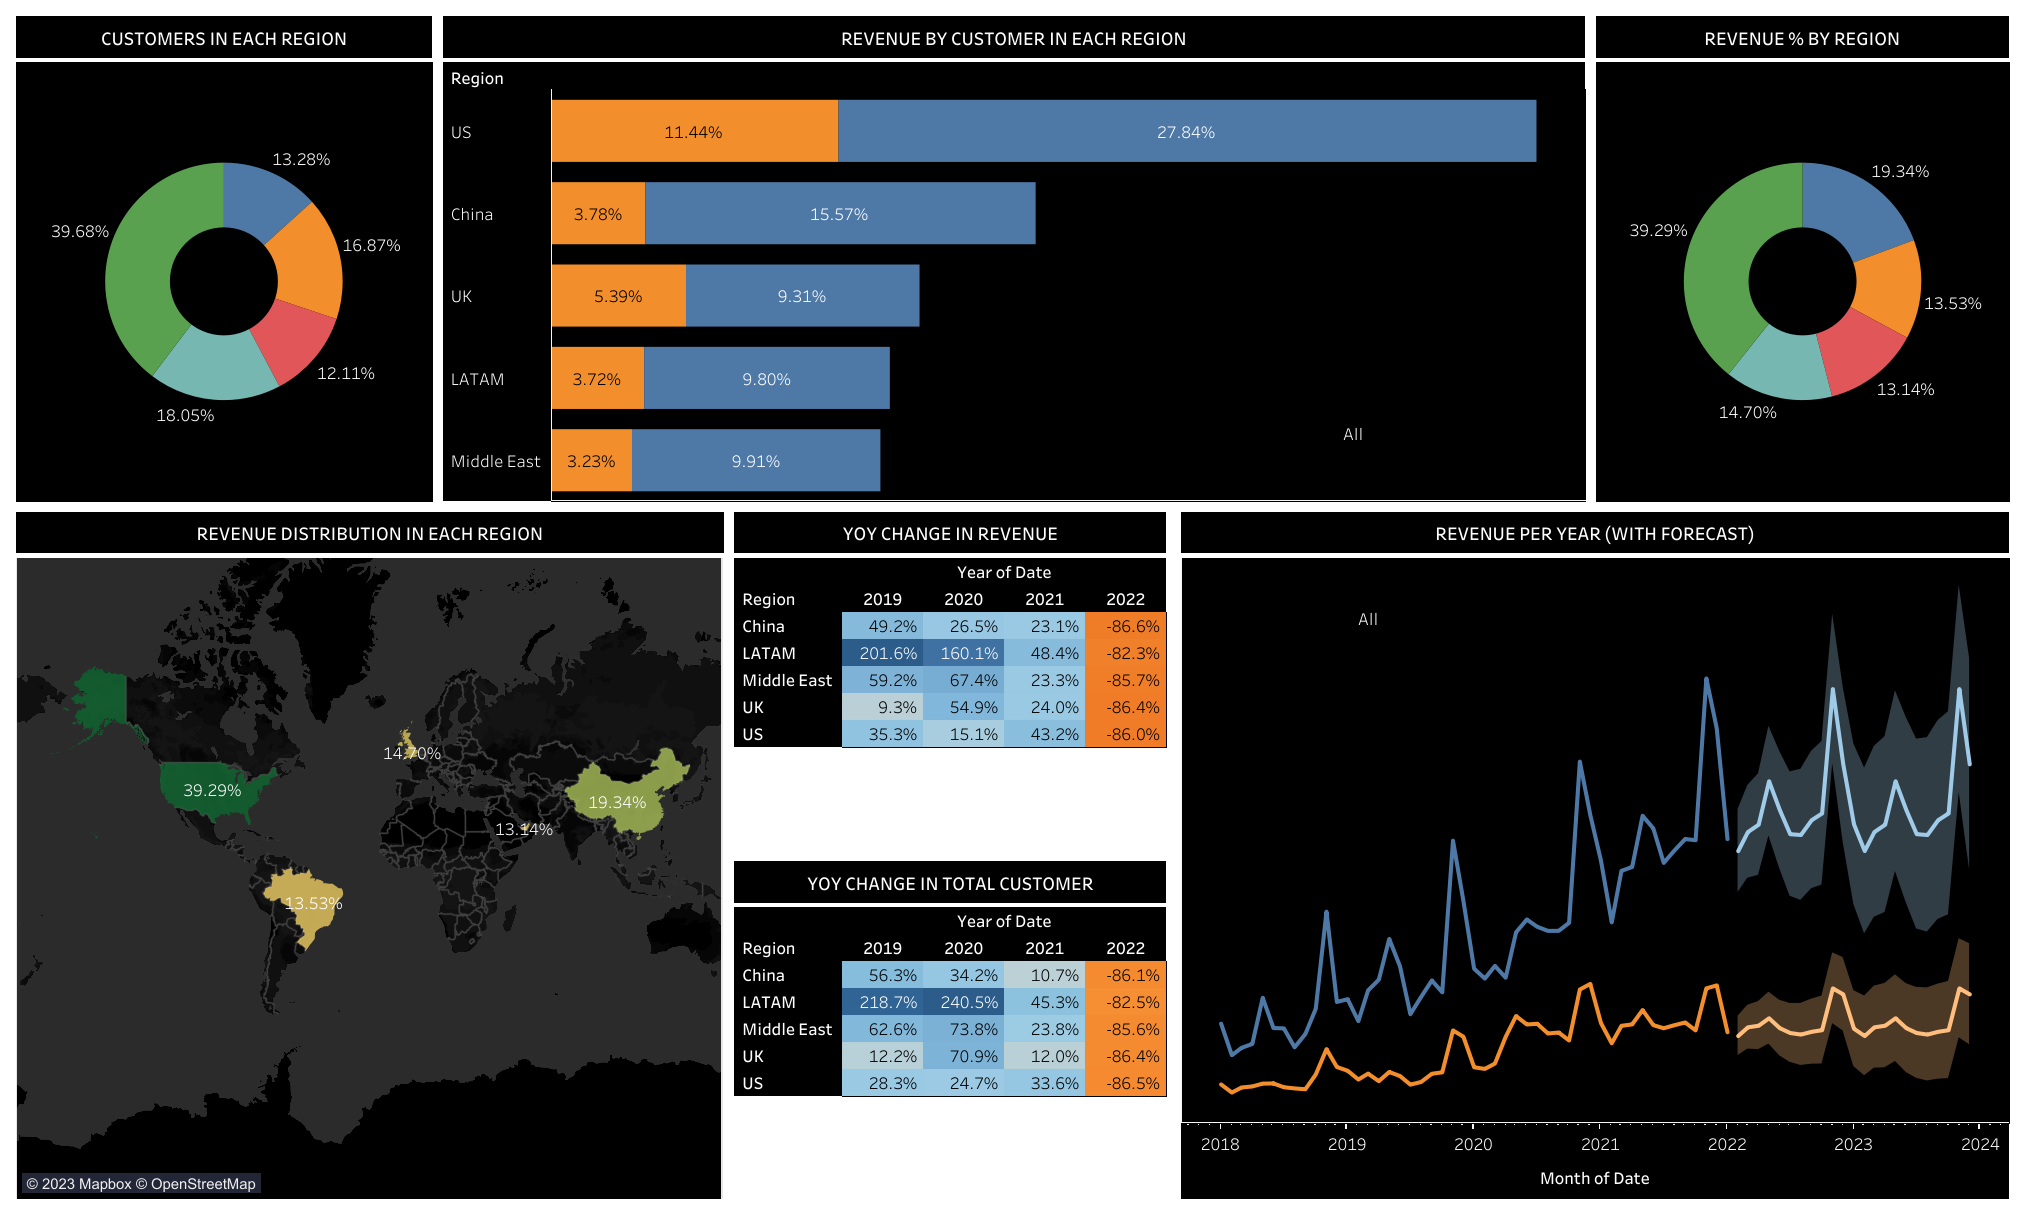 CUSTOMERS IN EACH REGION
13.28%
16.87%
12.11%
18.05%
39.68%
REVENUE BY CUSTOMER IN EACH REGION
Region
US 11.44% 27.84%
China 3.78% 15.57%
UK 5.39% 9.31%
LATAM 3.72% 9.80%
Middle East 3.23% 9.91%
All
REVENUE % BY REGION
19.34%
13.53%
13.14%
14.70%
39.29%
REVENUE DISTRIBUTION IN EACH REGION
14.70%
39.29%
19.34%
13.14%
13.53%
© 2023 Mapbox © OpenStreetMap
YOY CHANGE IN REVENUE
Year of Date
Region 2019 2020 2021 2022
China 49.2% 26.5% 23.1% -86.6%
LATAM 201.6% 160.1% 48.4% -82.3%
Middle East 59.2% 67.4% 23.3% -85.7%
UK 9.3% 54.9% 24.0% -86.4%
US 35.3% 15.1% 43.2% -86.0%
YOY CHANGE IN TOTAL CUSTOMER
Year of Date
Region 2019 2020 2021 2022
China 56.3% 34.2% 10.7% -86.1%
LATAM 218.7% 240.5% 45.3% -82.5%
Middle East 62.6% 73.8% 23.8% -85.6%
UK 12.2% 70.9% 12.0% -86.4%
US 28.3% 24.7% 33.6% -86.5%
REVENUE PER YEAR (WITH FORECAST)
All
2018 2019 2020 2021 2022 2023 2024
Month of Date